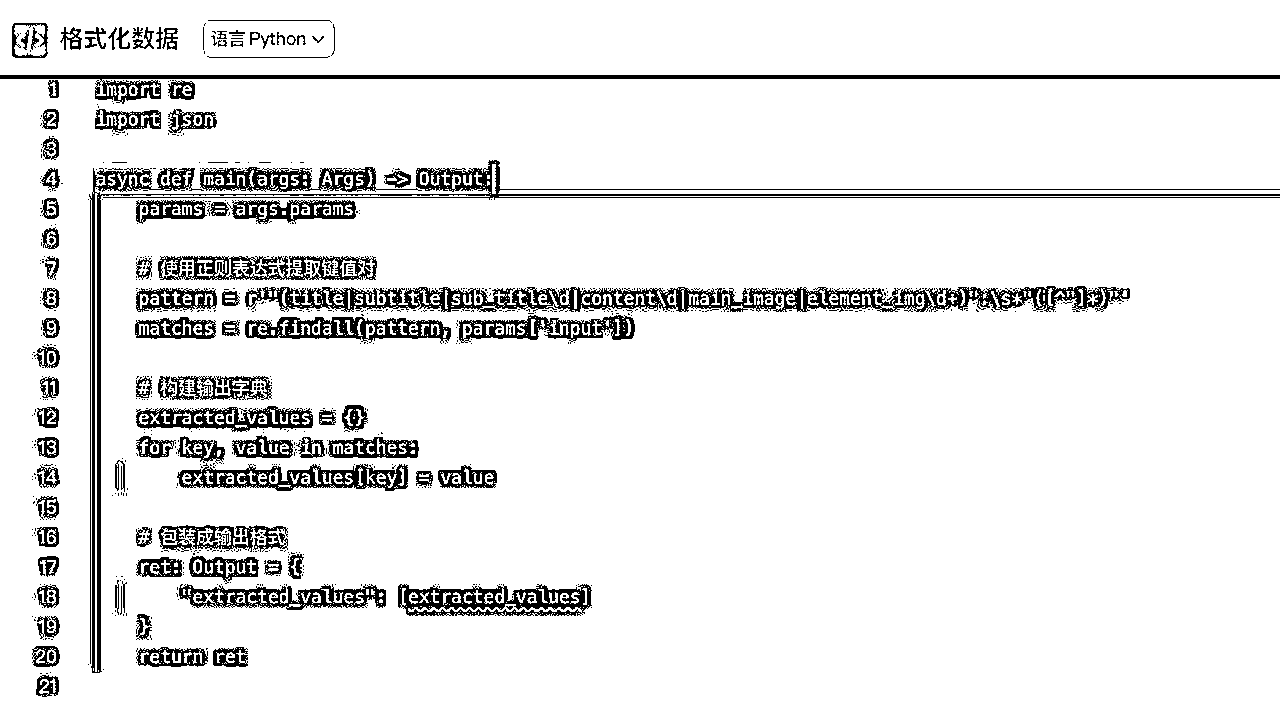 格式化数据 语言 Python
1 import re
2 import json
3
4 async def main(args: Args) -> Output:
5 params = args.params
6
7 # 使用正则表达式提取键值对
8 pattern = r'"(title|subtitle|sub_title\d|content\d|main_image|element_img\d+)":\s*"([^"]*)"'
9 matches = re.findall(pattern, params['input'])
10
11 # 构建输出字典
12 extracted_values = {}
13 for key, value in matches:
14 extracted_values[key] = value
15
16 # 包装成输出格式
17 ret: Output = {
18 "extracted_values": [extracted_values]
19 }
20 return ret
21